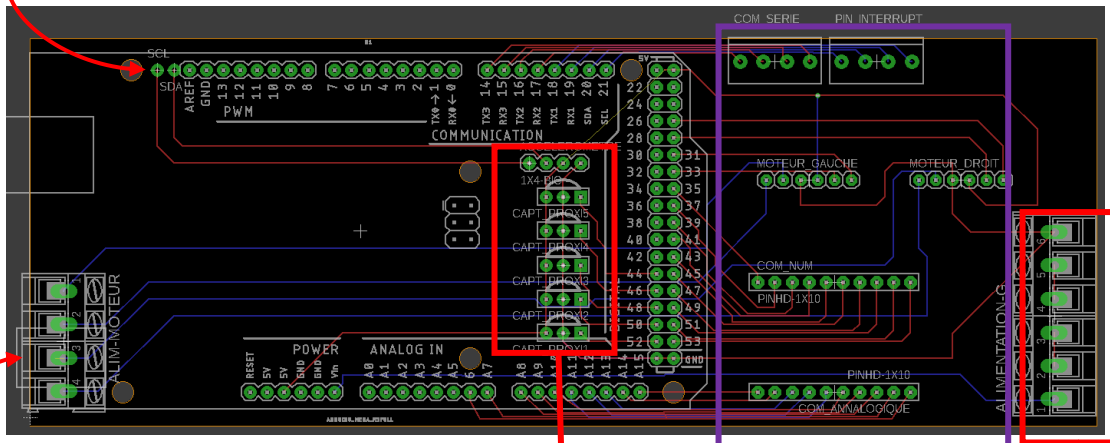 COM_SERIE
PIN_INTERRUPT
SCL
SDA
AREF
GND
13
12
11
10
9
8
7
6
5
4
3
2
TX0→1
RX0←0
TX3 14
RX3 15
TX2 16
RX2 17
TX1 18
RX1 19
SDA 20
SCL 21
PWM
COMMUNICATION
5V
22
24
26
28
30 31
32 33
34 35
36 37
38 39
40 41
42 43
44 45
46 47
48 49
50 51
52 53
GND
1X4
CAPT_PROXI5
CAPT_PROXI4
CAPT_PROXI3
CAPT_PROXI2
CAPT_PROXI1
MOTEUR_GAUCHE
MOTEUR_DROIT
COM_NUM
PINHD-1X10
PINHD-1X10
COM_ANNALOGIQUE
ALIM-MOTEUR
1
2
3
4
ALIMENTATION-G
6
5
4
3
2
1
POWER
RESET
5V
5V
GND
GND
Vin
ANALOG IN
A0
A1
A2
A3
A4
A5
A6
A7
A8
A9
A10
A11
A12
A13
A14
A15